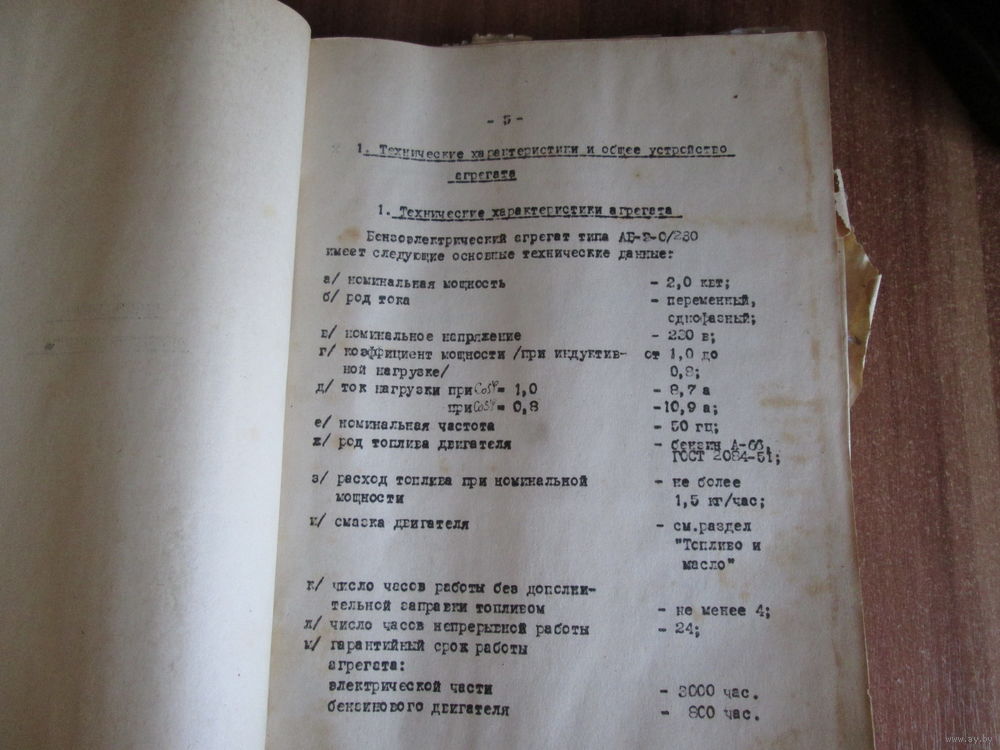 - 5 -
1. Технические характеристики и общее устройство
агрегата
1. Технические характеристики агрегата
Бензоэлектрический агрегат типа АБ-2-О/230
имеет следующие основные технические данные:
а/ номинальная мощность - 2,0 квт;
б/ род тока - переменный,
однофазный;
в/ номинальное напряжение - 230 в;
г/ коэффициент мощности /при индуктив- от 1,0 до
ной нагрузке/ 0,8;
д/ ток нагрузки при Cosφ = 1,0 - 8,7 а
при Cosφ = 0,8 -10,9 а;
е/ номинальная частота - 50 гц;
ж/ род топлива двигателя - бензин А-66,
ГОСТ 2084-51;
з/ расход топлива при номинальной - не более
мощности 1,5 кг/час;
и/ смазка двигателя - см.раздел
"Топливо и
масло"
к/ число часов работы без дополни-
тельной заправки топливом - не менее 4;
л/ число часов непрерывной работы - 24;
м/ гарантийный срок работы
агрегата:
электрической части - 3000 час.
бензинового двигателя - 800 час.
www.ay.by